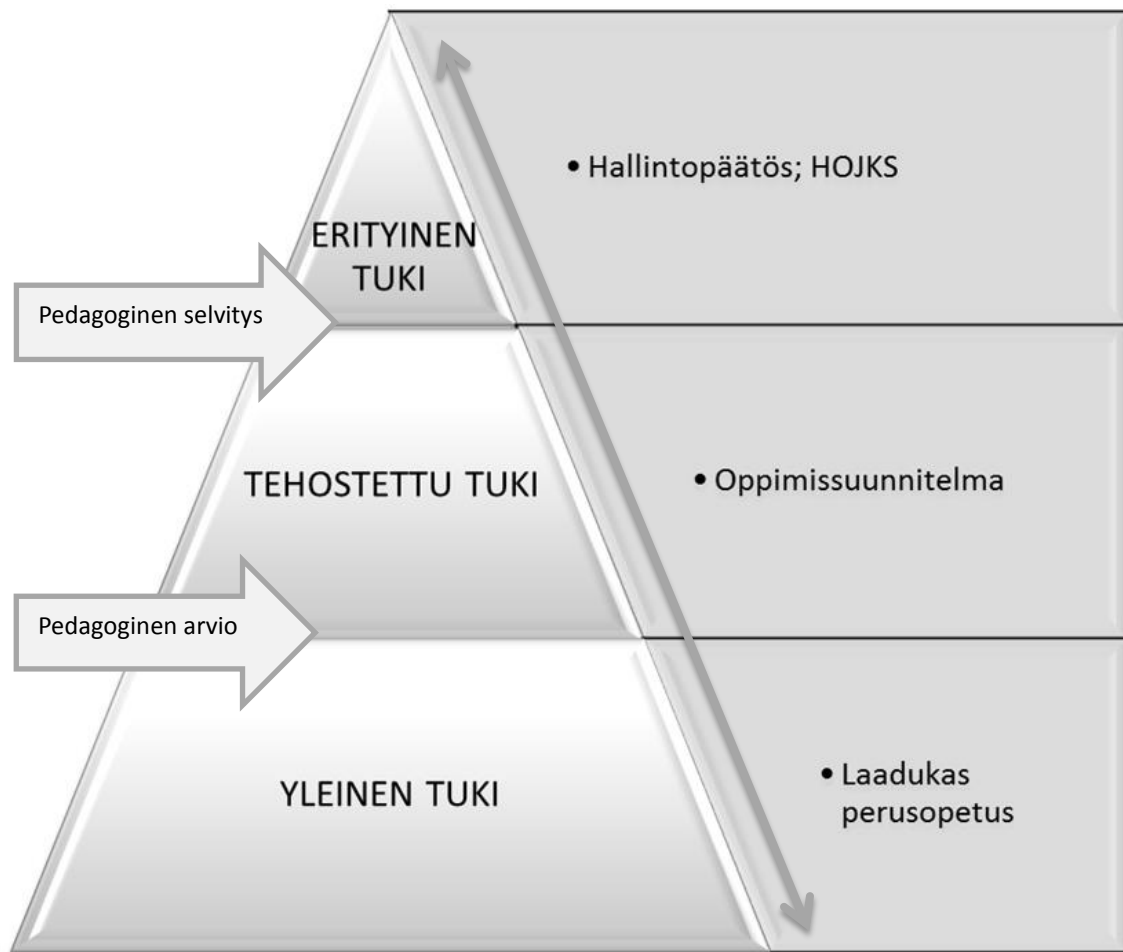 • Hallintopäätös; HOJKS
ERITYINEN
TUKI
Pedagoginen selvitys
TEHOSTETTU TUKI
• Oppimissuunnitelma
Pedagoginen arvio
YLEINEN TUKI
• Laadukas
perusopetus